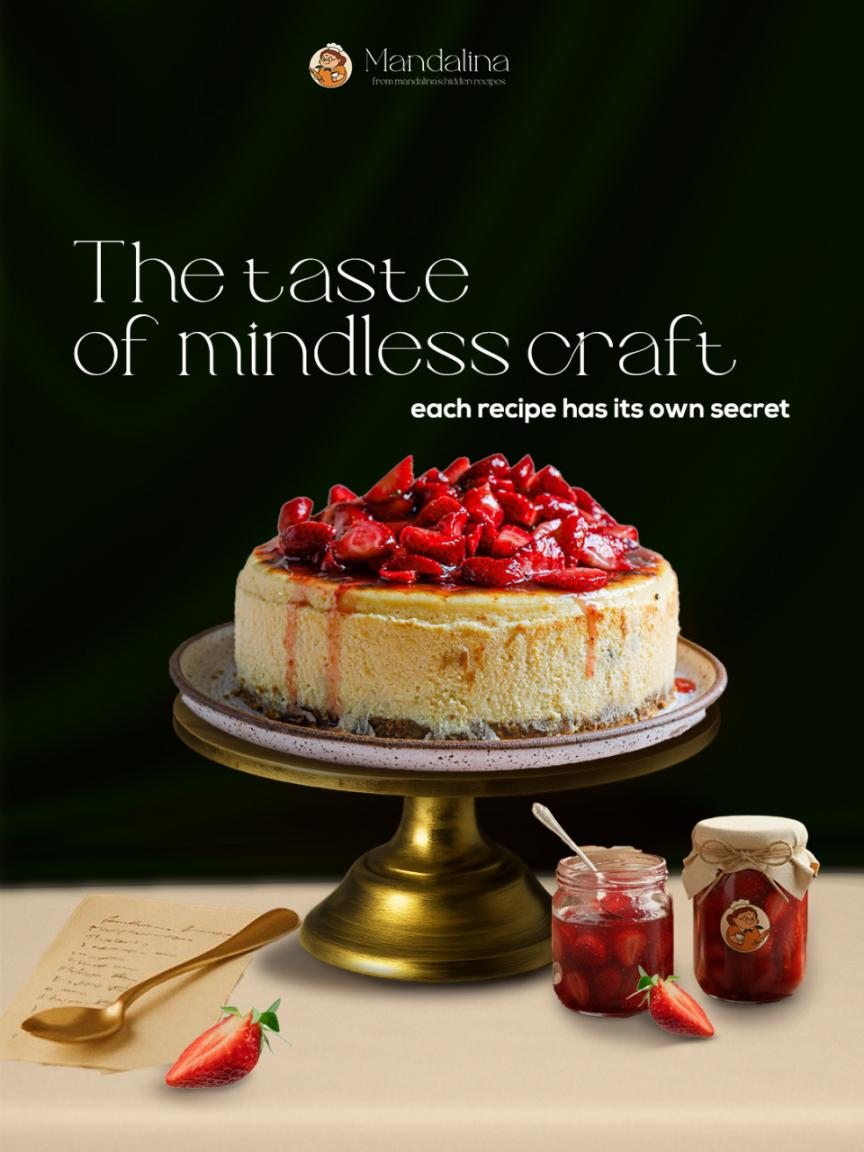 Mandalina
from mandalina's hidden recipes
The taste
of mindless craft
each recipe has its own secret